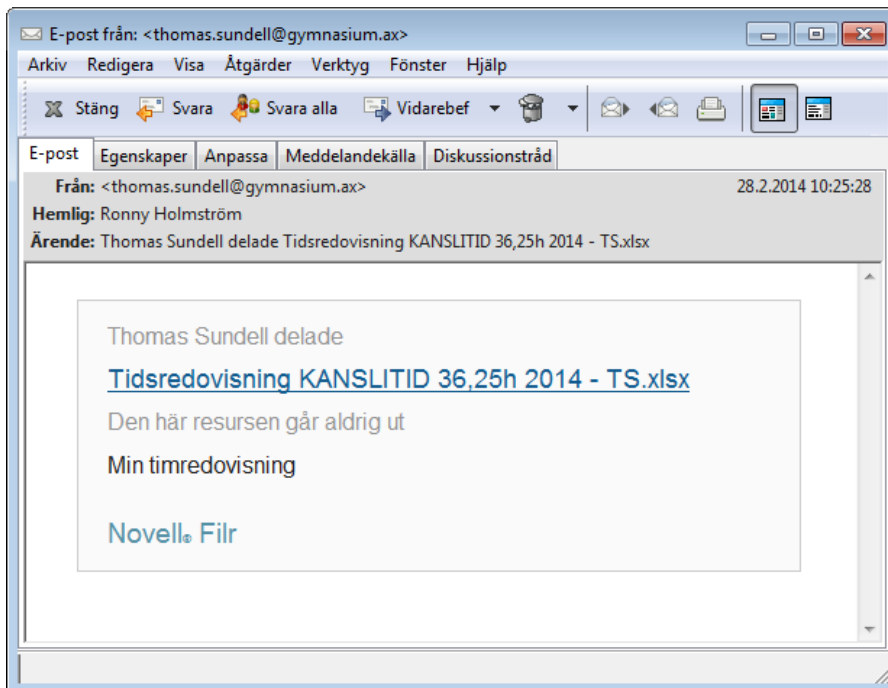 E-post från: <thomas.sundell@gymnasium.ax>
Arkiv Redigera Visa Åtgärder Verktyg Fönster Hjälp
Stäng Svara Svara alla Vidarebef
E-post Egenskaper Anpassa Meddelandekälla Diskussionstråd
Från: <thomas.sundell@gymnasium.ax> 28.2.2014 10:25:28
Hemlig: Ronny Holmström
Ärende: Thomas Sundell delade Tidsredovisning KANSLITID 36,25h 2014 - TS.xlsx
Thomas Sundell delade
Tidsredovisning KANSLITID 36,25h 2014 - TS.xlsx
Den här resursen går aldrig ut
Min timredovisning
Novell® Filr